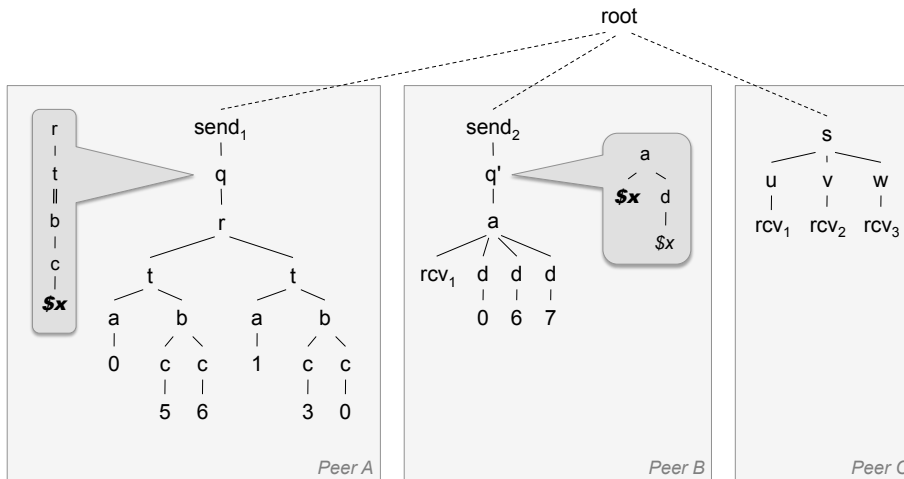 root
send₁
q
r
t t
a b a b
0 c c 1 c c
5 6 3 0
r
t
b
c
$x
Peer A
send₂
q'
a
rcv₁ d d d
0 6 7
a
$x d
$x
Peer B
s
u v w
rcv₁ rcv₂ rcv₃
Peer C